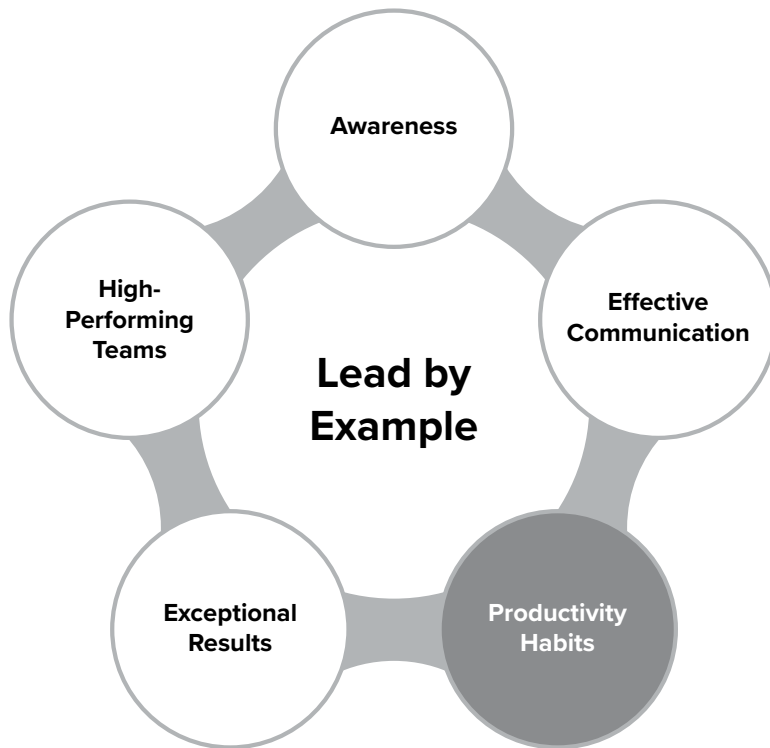 Awareness
Effective
Communication
Productivity
Habits
Exceptional
Results
High-
Performing
Teams
Lead by
Example